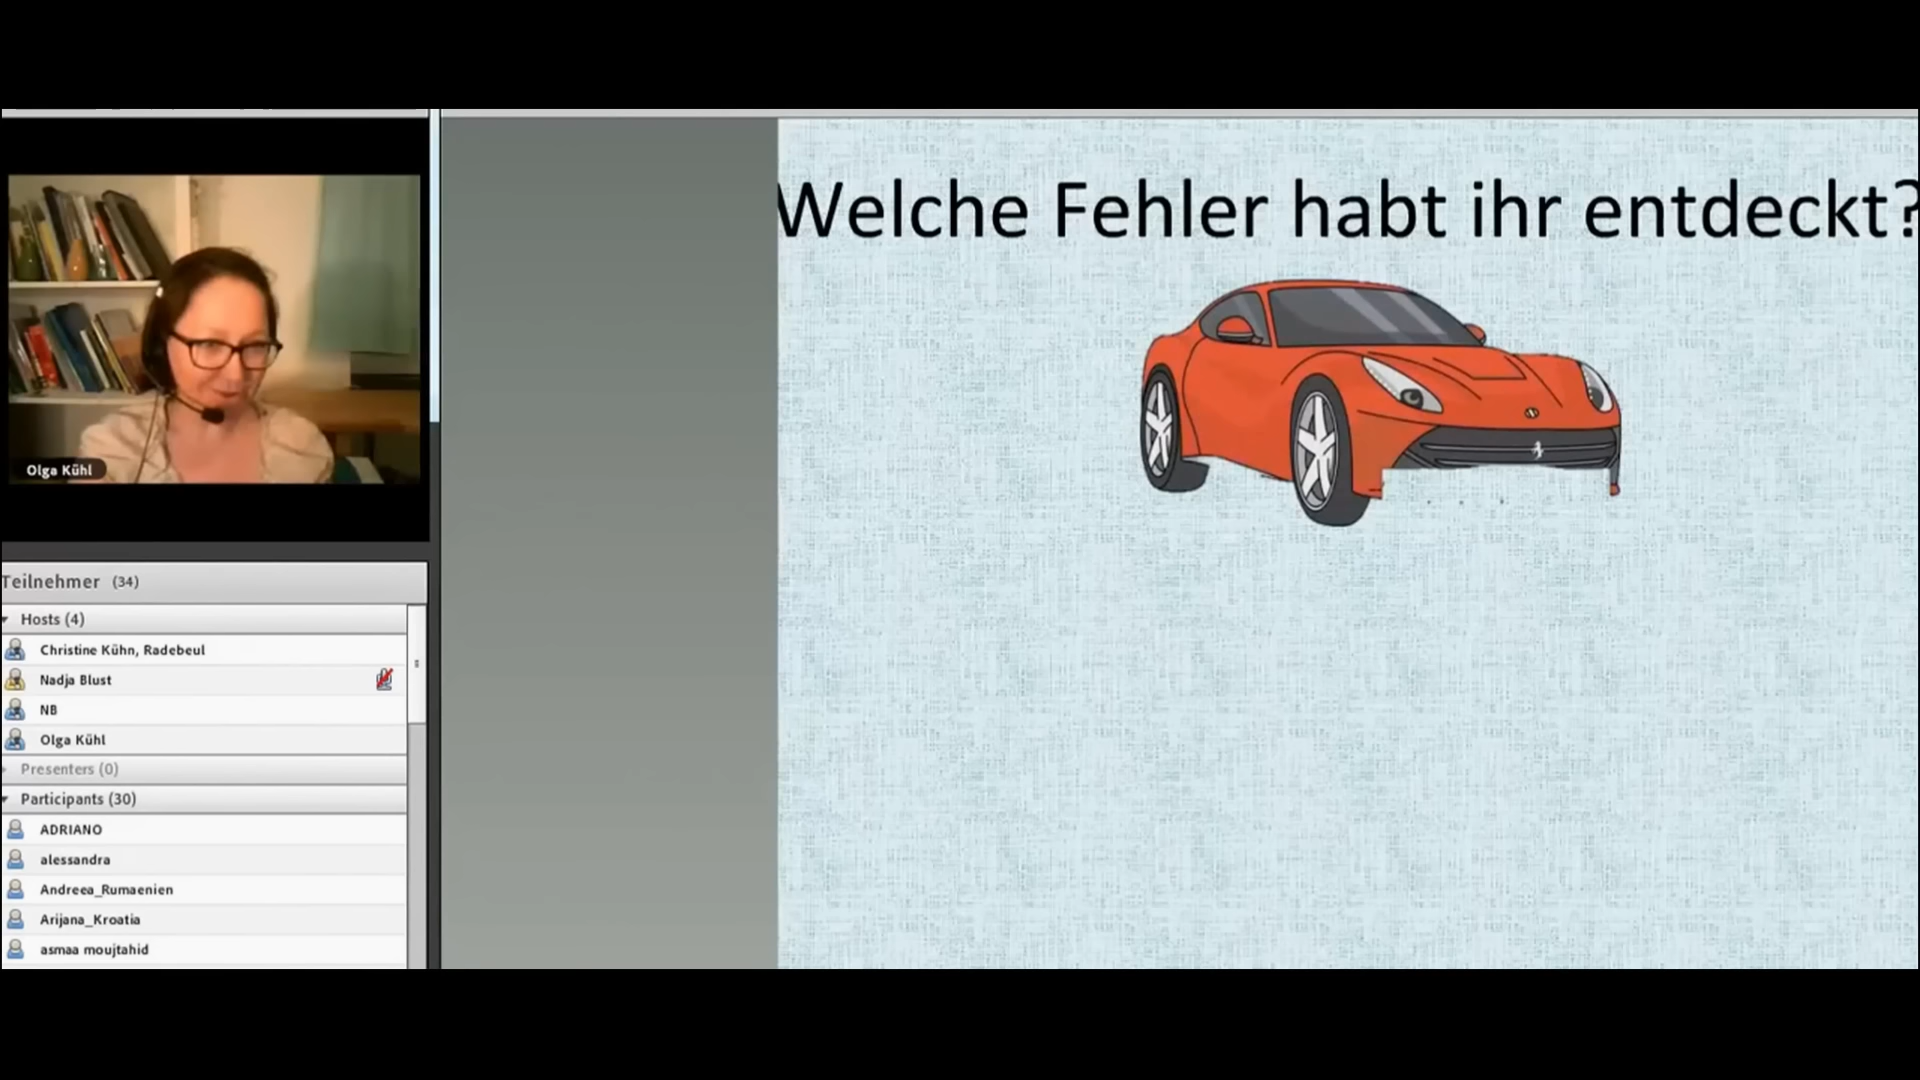 Welche Fehler habt ihr entdeckt?
Olga Kühl
Teilnehmer (34)
Hosts (4)
Christine Kühn, Radebeul
Nadja Blust
NB
Olga Kühl
Presenters (0)
Participants (30)
ADRIANO
alessandra
Andreea_Rumaenien
Arijana_Kroatia
asmaa moujtahid